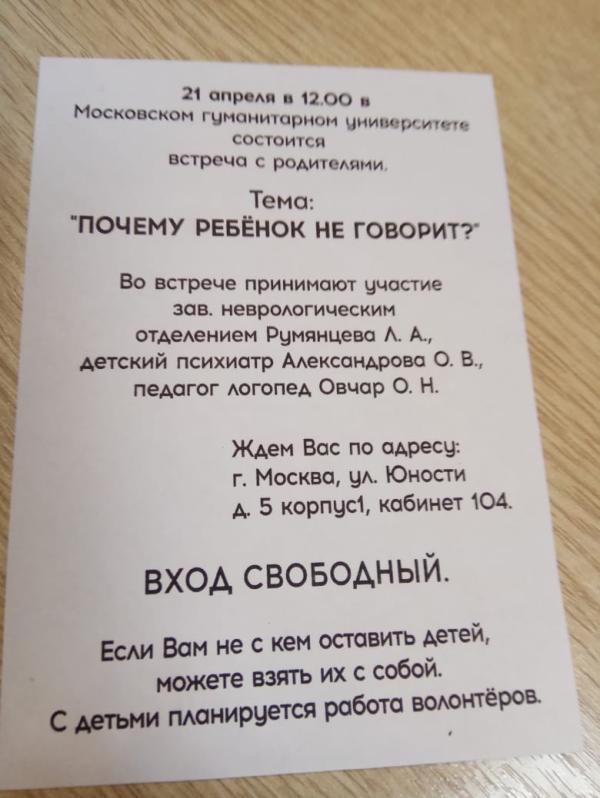 21 апреля в 12.00 в
Московском гуманитарном университете
состоится
встреча с родителями.
Тема:
"ПОЧЕМУ РЕБЁНОК НЕ ГОВОРИТ?"
Во встрече принимают участие
зав. неврологическим
отделением Румянцева Л. А.,
детский психиатр Александрова О. В.,
педагог логопед Овчар О. Н.
Ждем Вас по адресу:
г. Москва, ул. Юности
д. 5 корпус1, кабинет 104.
ВХОД СВОБОДНЫЙ.
Если Вам не с кем оставить детей,
можете взять их с собой.
С детьми планируется работа волонтёров.